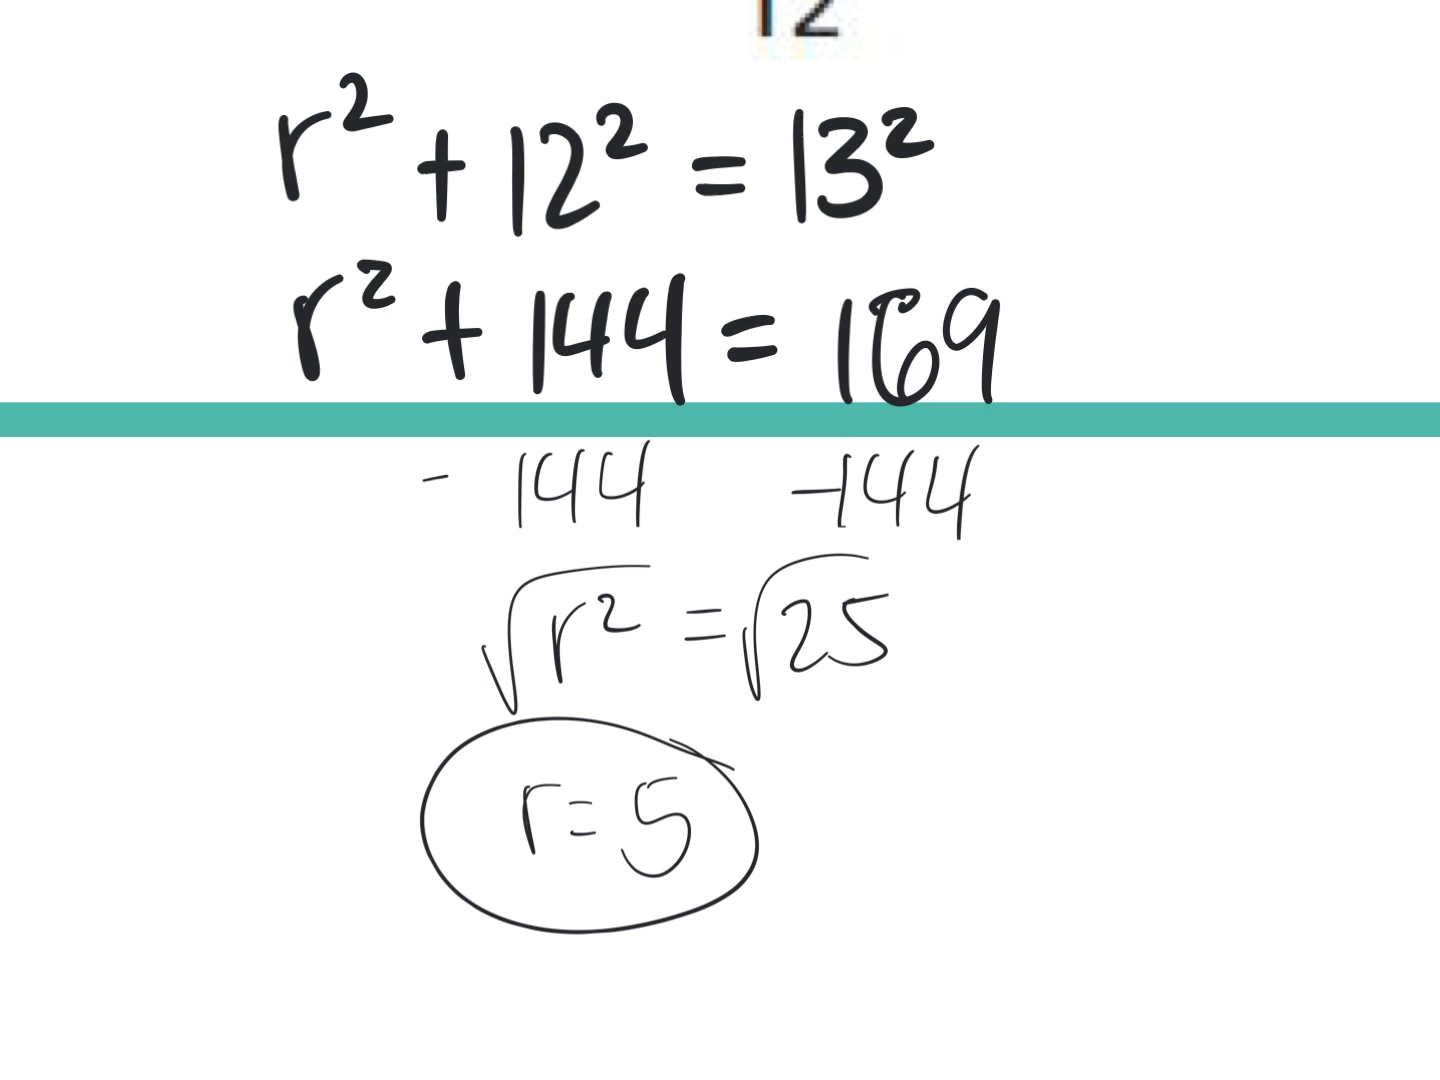 12
r² + 12² = 13²
r² + 144 = 169
- 144 -144
√r² = √25
r = 5